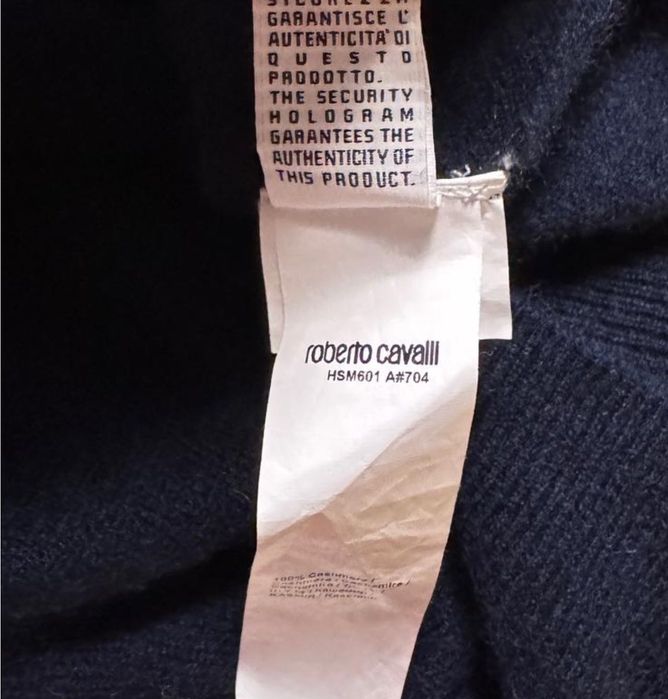 SICUREZZA
GARANTISCE L'
AUTENTICITA' DI
QUESTO
PRODOTTO.
THE SECURITY
HOLOGRAM
GARANTEES THE
AUTHENTICITY OF
THIS PRODUCT.
roberto cavalli
HSM601 A#704
100% Cashmere /